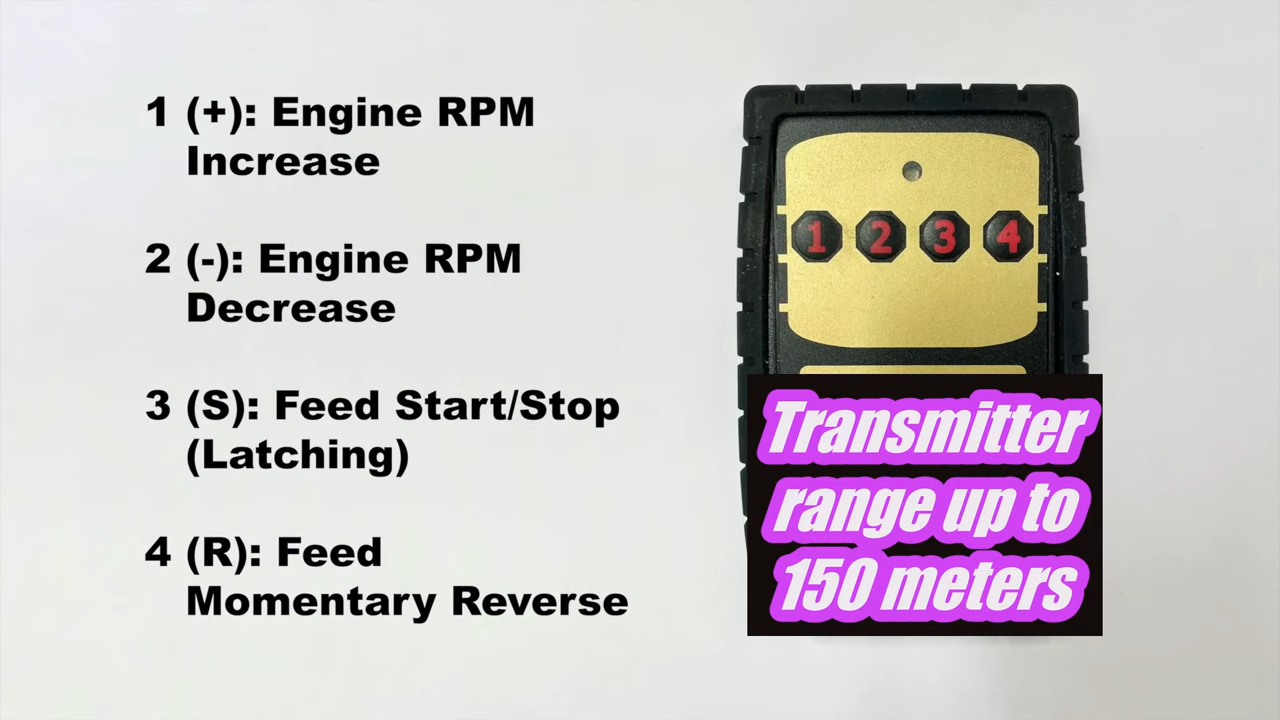 1 (+): Engine RPM
Increase
2 (-): Engine RPM
Decrease
3 (S): Feed Start/Stop
(Latching)
4 (R): Feed
Momentary Reverse
1 2 3 4
Transmitter
range up to
150 meters